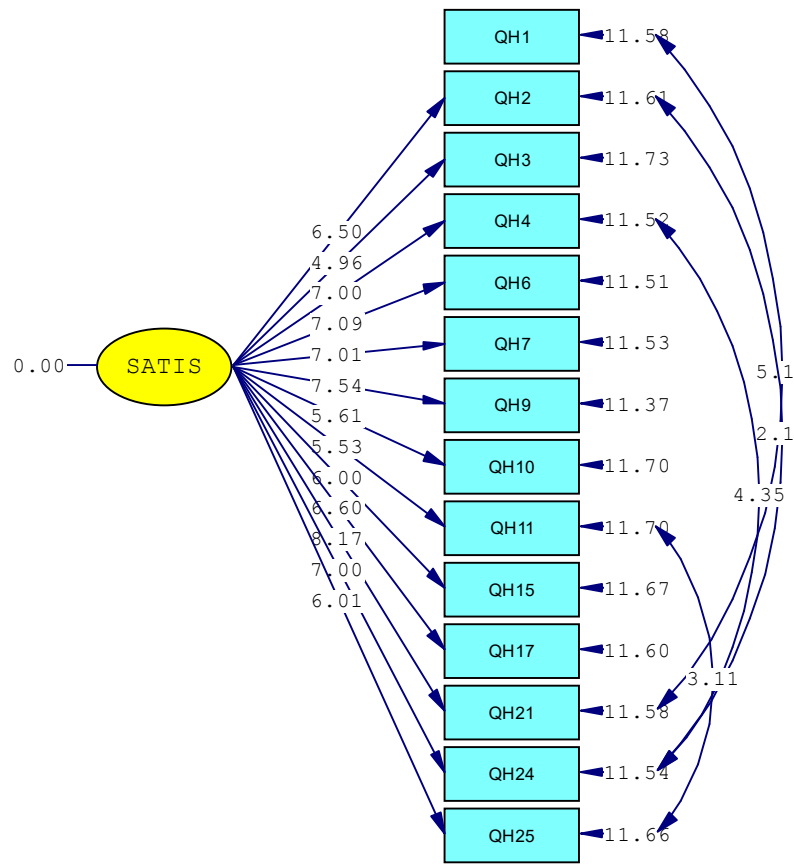 QH1 11.58
QH2 11.61
QH3 11.73
QH4 11.52
6.50
4.96
QH6 11.51
7.00
7.09
QH7 11.53
7.01
0.00 SATIS
5.1
7.54
QH9 11.37
5.61
2.1
5.53
QH10 11.70
6.00
4.35
6.60
QH11 11.70
8.17
7.00
QH15 11.67
6.01
QH17 11.60
3.11
QH21 11.58
QH24 11.54
QH25 11.66